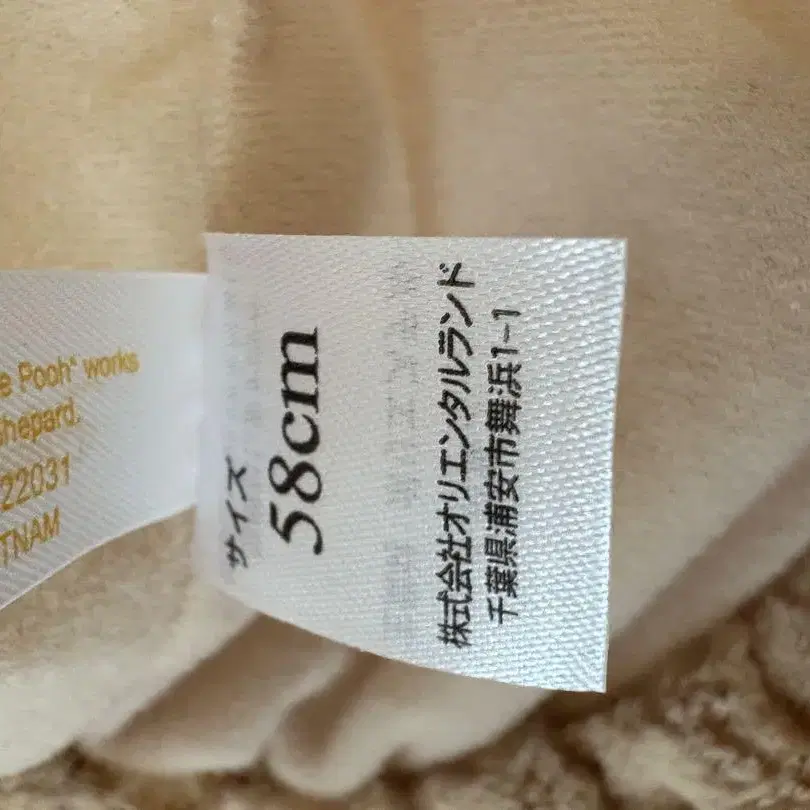 e Pooh" works
Shepard.
22031
TNAM
サイズ
58cm
株式会社オリエンタルランド
千葉県浦安市舞浜1-1